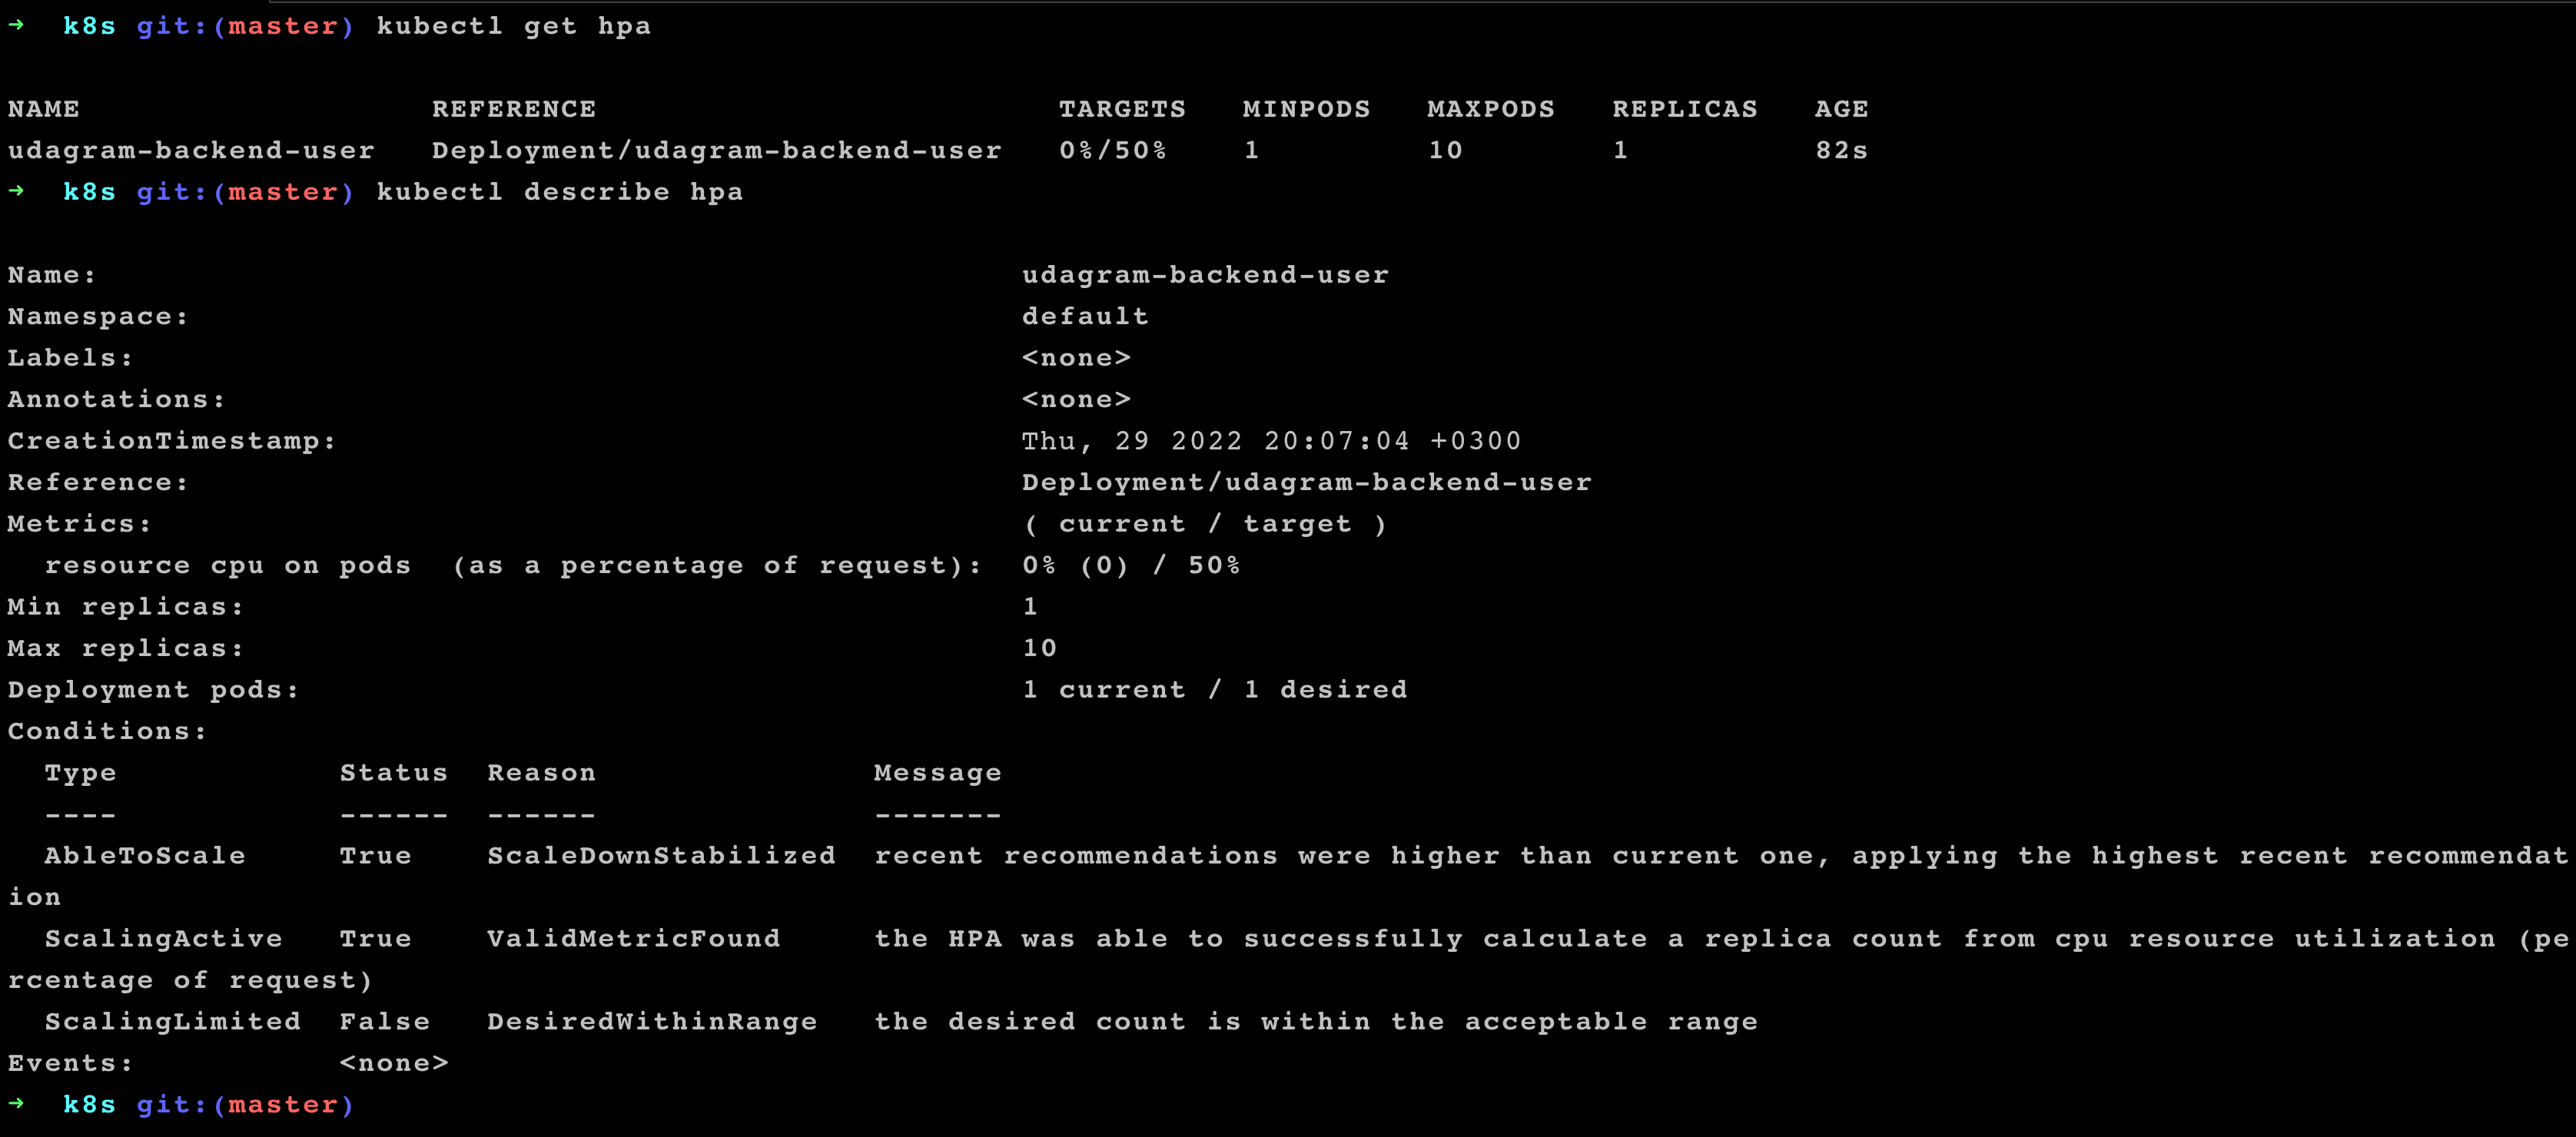 ➜  k8s git:(master) kubectl get hpa
NAME                   REFERENCE                         TARGETS   MINPODS   MAXPODS   REPLICAS   AGE
udagram-backend-user   Deployment/udagram-backend-user   0%/50%    1         10        1          82s
➜  k8s git:(master) kubectl describe hpa
Name:                                                  udagram-backend-user
Namespace:                                             default
Labels:                                                <none>
Annotations:                                           <none>
CreationTimestamp:                                     Thu, 29 2022 20:07:04 +0300
Reference:                                             Deployment/udagram-backend-user
Metrics:                                               ( current / target )
  resource cpu on pods  (as a percentage of request):  0% (0) / 50%
Min replicas:                                          1
Max replicas:                                          10
Deployment pods:                                       1 current / 1 desired
Conditions:
  Type            Status  Reason               Message
  ----            ------  ------               -------
  AbleToScale     True    ScaleDownStabilized  recent recommendations were higher than current one, applying the highest recent recommendat
ion
  ScalingActive   True    ValidMetricFound     the HPA was able to successfully calculate a replica count from cpu resource utilization (pe
rcentage of request)
  ScalingLimited  False   DesiredWithinRange   the desired count is within the acceptable range
Events:           <none>
➜  k8s git:(master)